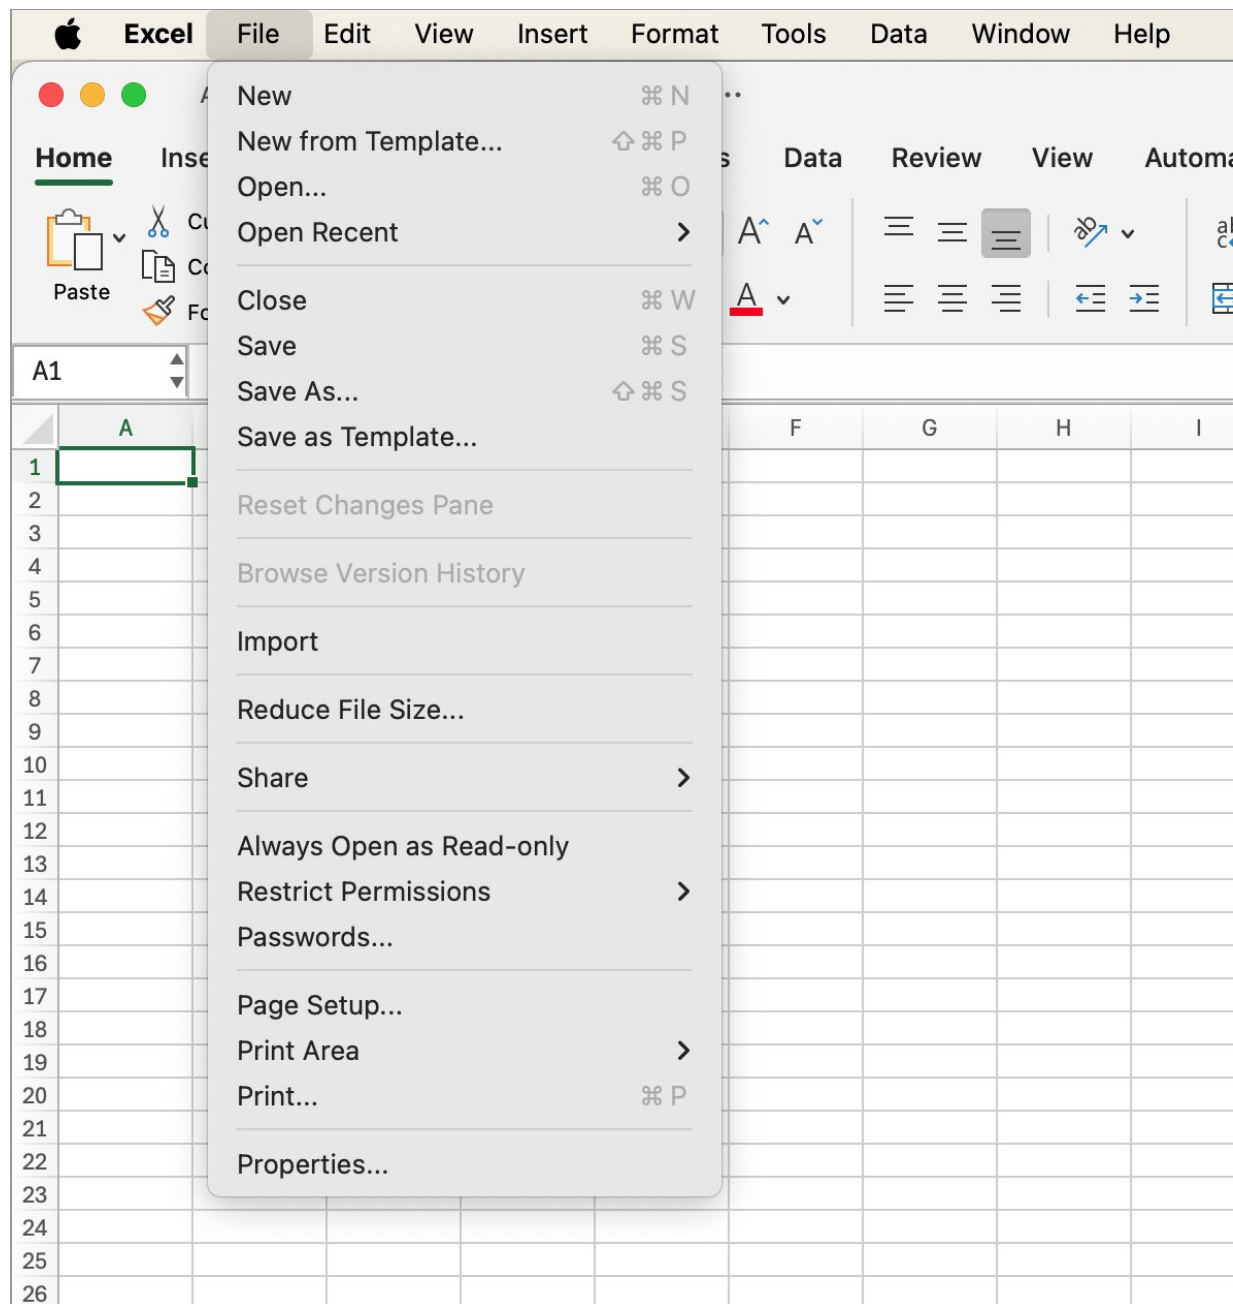 Excel File Edit View Insert Format Tools Data Window Help
New ⌘ N
New from Template... ⇧ ⌘ P
Open... ⌘ O
Open Recent
Close ⌘ W
Save ⌘ S
Save As... ⇧ ⌘ S
Save as Template...
Reset Changes Pane
Browse Version History
Import
Reduce File Size...
Share
Always Open as Read-only
Restrict Permissions
Passwords...
Page Setup...
Print Area
Print... ⌘ P
Properties...
Home Data Review View
Paste
A1
A F G H I
1
2
3
4
5
6
7
8
9
10
11
12
13
14
15
16
17
18
19
20
21
22
23
24
25
26